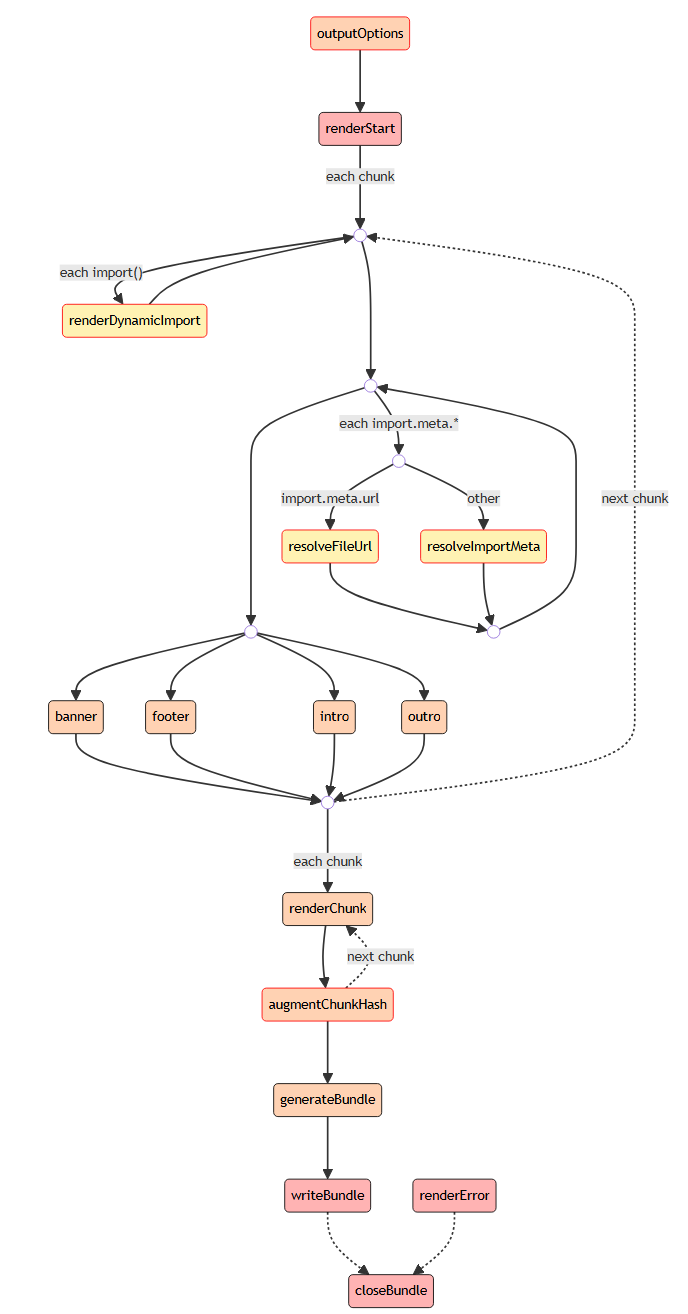 outputOptions
renderStart
each chunk
each import()
renderDynamicImport
each import.meta.*
import.meta.url
other
next chunk
resolveFileUrl
resolveImportMeta
banner
footer
intro
outro
each chunk
renderChunk
next chunk
augmentChunkHash
generateBundle
writeBundle
renderError
closeBundle